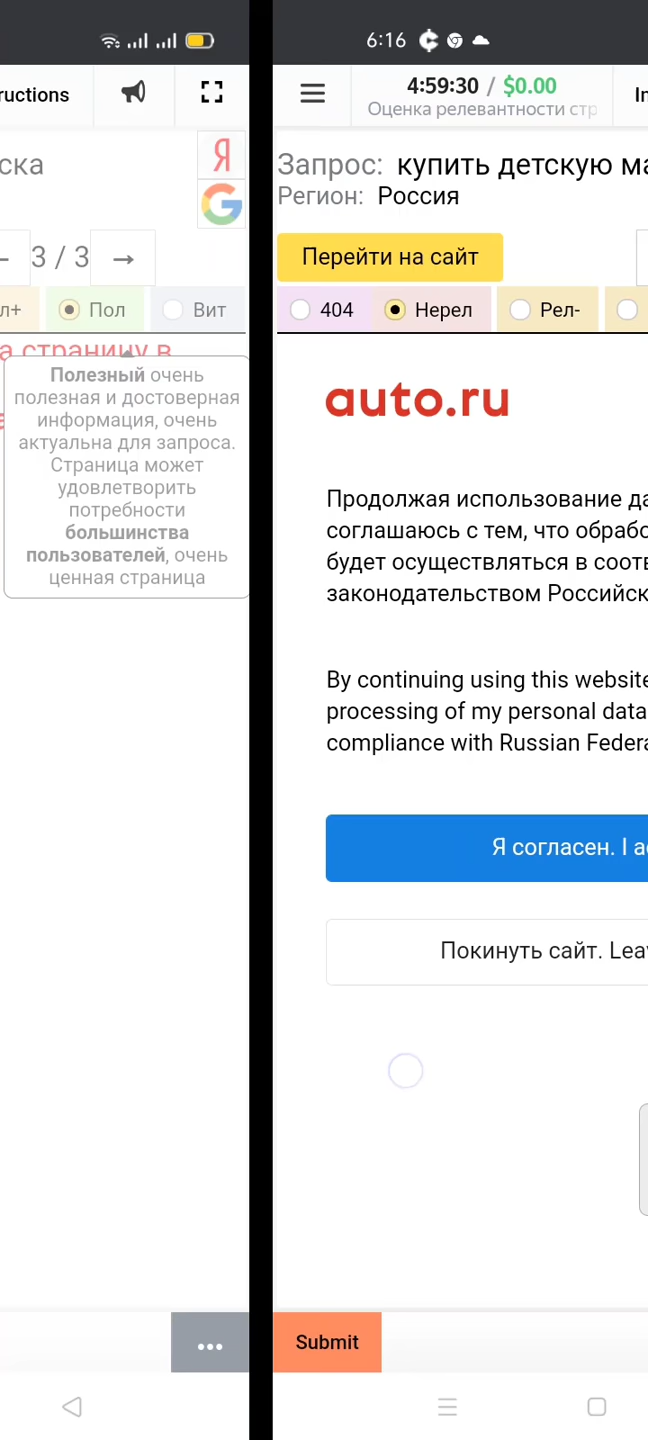 ructions
ска
Я
G
3 / 3 →
л+ Пол Вит
а страницу в
Полезный очень
полезная и достоверная
информация, очень
актуальна для запроса.
Страница может
удовлетворить
потребности
большинства
пользователей, очень
ценная страница
...
6:16
4:59:30 / $0.00
Оценка релевантности стр
In
Запрос: купить детскую ма
Регион: Россия
Перейти на сайт
404 Нерел Рел-
auto.ru
Продолжая использование да
соглашаюсь с тем, что обрабо
будет осуществляться в соотв
законодательством Российск
By continuing using this website
processing of my personal data
compliance with Russian Federa
Я согласен. I a
Покинуть сайт. Leav
Submit